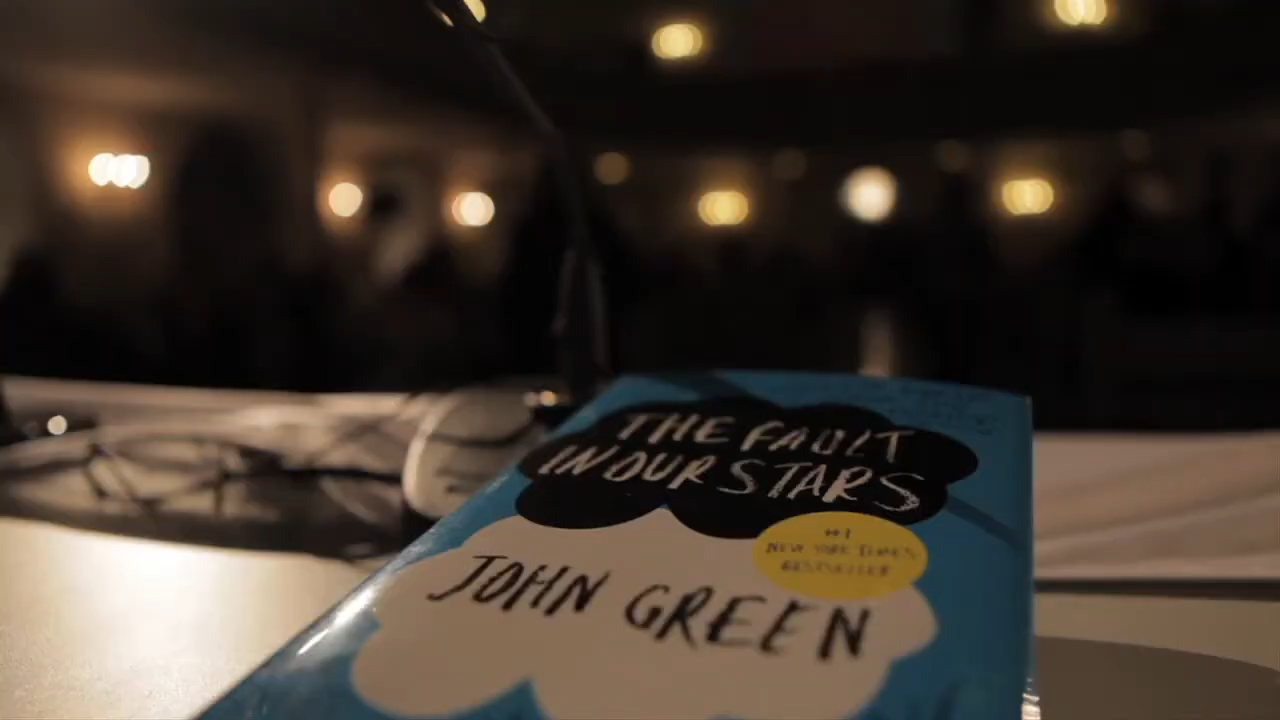 THE FAULT
IN OUR STARS
#1
NEW YORK TIMES
BESTSELLER
JOHN GREEN